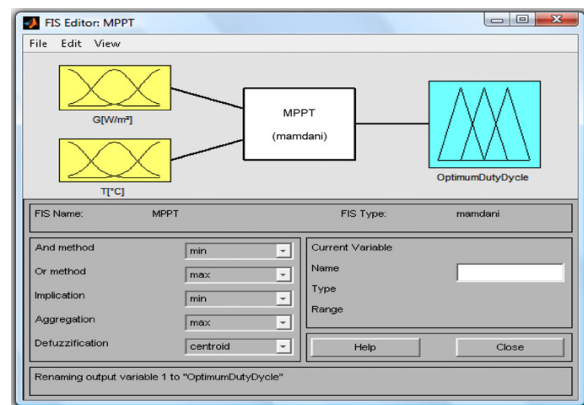 FIS Editor: MPPT
File Edit View
G[W/m²]
T[°C]
MPPT
(mamdani)
OptimumDutyDycle
FIS Name: MPPT FIS Type: mamdani
And method min
Or method max
Implication min
Aggregation max
Defuzzification centroid
Current Variable
Name
Type
Range
Help Close
Renaming output variable 1 to "OptimumDutyDycle"